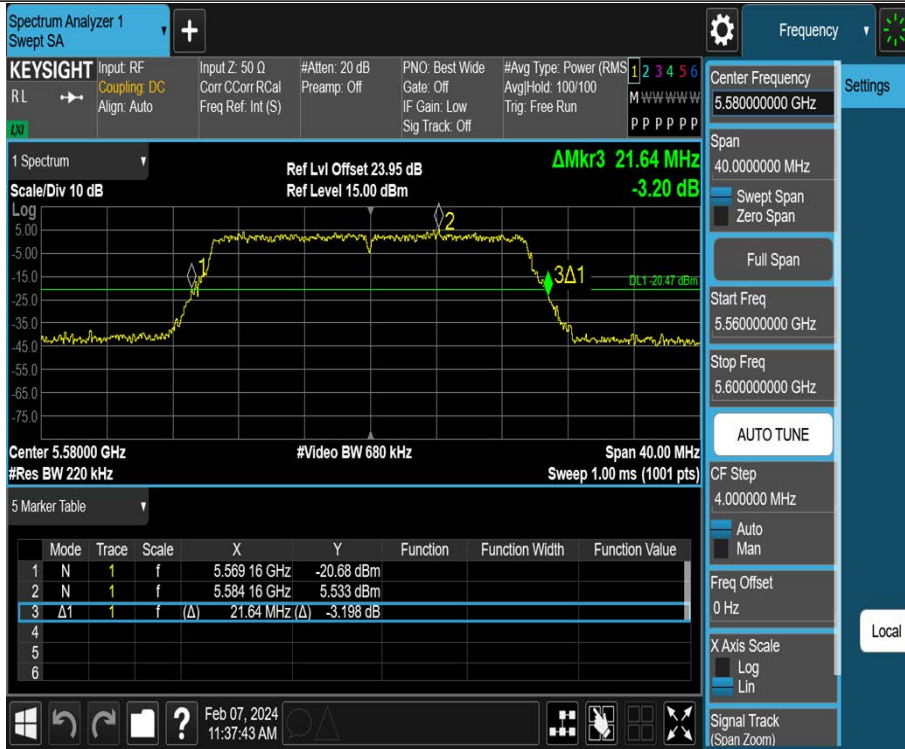 Spectrum Analyzer 1
Swept SA
+
Frequency
KEYSIGHT
R L
LXI
Input: RF
Coupling: DC
Align: Auto
Input Z: 50 Ω
Corr CCorr RCal
Freq Ref: Int (S)
#Atten: 20 dB
Preamp: Off
PNO: Best Wide
Gate: Off
IF Gain: Low
Sig Track: Off
#Avg Type: Power (RMS
Avg|Hold: 100/100
Trig: Free Run
1 2 3 4 5 6
M W W W W W
P P P P P P
1 Spectrum
Scale/Div 10 dB
Ref Lvl Offset 23.95 dB
Ref Level 15.00 dBm
ΔMkr3 21.64 MHz
-3.20 dB
Log
5.00
-5.00
-15.0
-25.0
-35.0
-45.0
-55.0
-65.0
-75.0
1
2
3Δ1
DL1 -20.47 dBm
Center 5.58000 GHz
#Res BW 220 kHz
#Video BW 680 kHz
Span 40.00 MHz
Sweep 1.00 ms (1001 pts)
5 Marker Table
Mode Trace Scale X Y Function Function Width Function Value
1 N 1 f 5.569 16 GHz -20.68 dBm
2 N 1 f 5.584 16 GHz 5.533 dBm
3 Δ1 1 f (Δ) 21.64 MHz (Δ) -3.198 dB
4
5
6
?
Feb 07, 2024
11:37:43 AM
Center Frequency
5.580000000 GHz
Span
40.0000000 MHz
Swept Span
Zero Span
Full Span
Start Freq
5.560000000 GHz
Stop Freq
5.600000000 GHz
AUTO TUNE
CF Step
4.000000 MHz
Auto
Man
Freq Offset
0 Hz
X Axis Scale
Log
Lin
Signal Track
(Span Zoom)
Settings
Local